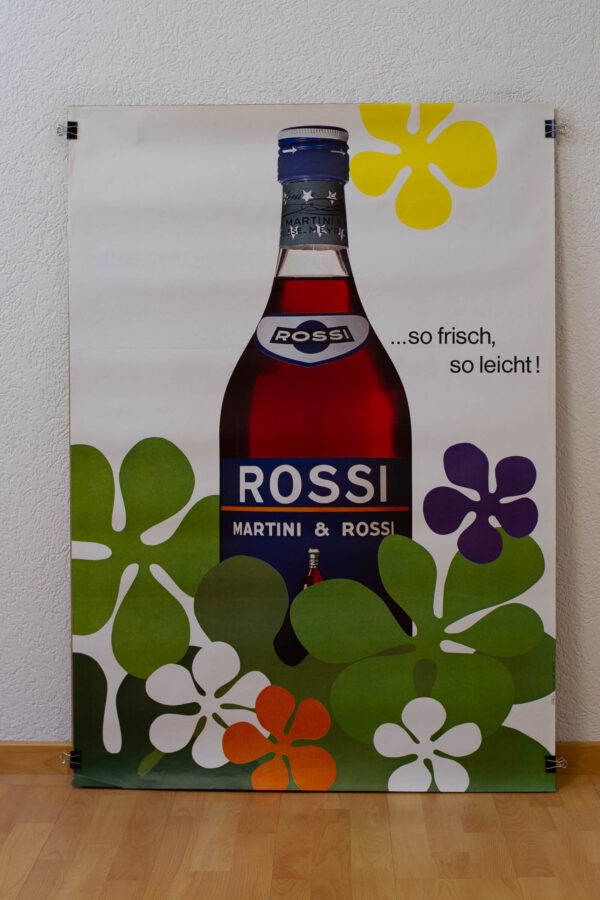 MARTINI
ROSSI
...so frisch,
so leicht!
ROSSI
MARTINI & ROSSI